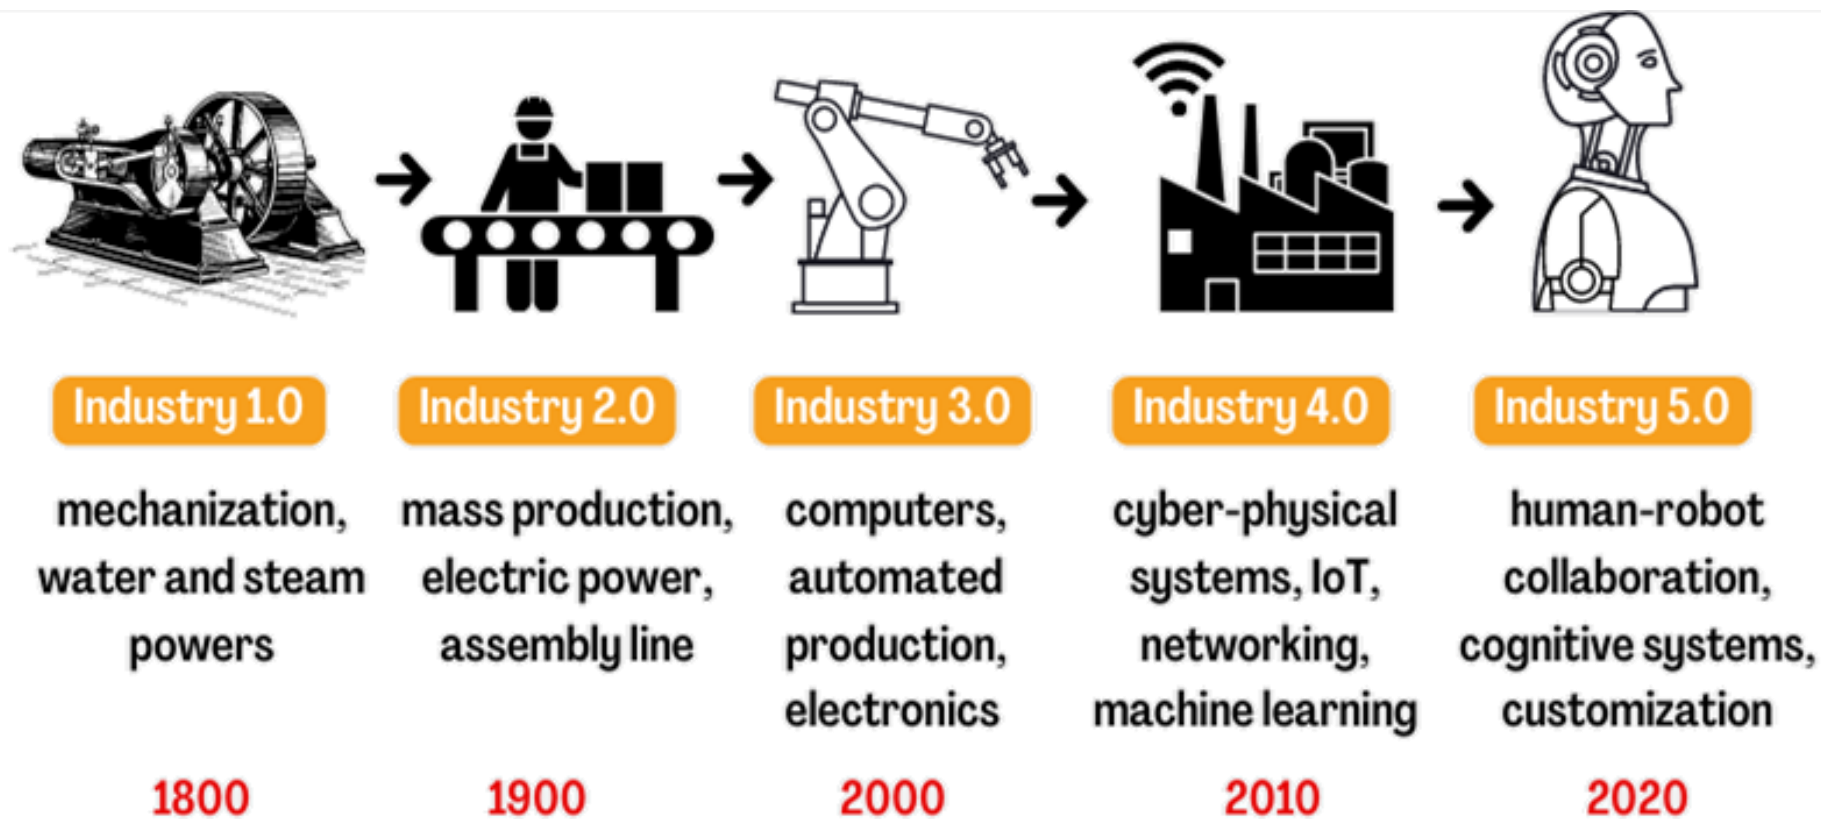 Industry 1.0
mechanization,
water and steam
powers
1800
Industry 2.0
mass production,
electric power,
assembly line
1900
Industry 3.0
computers,
automated
production,
electronics
2000
Industry 4.0
cyber-physical
systems, IoT,
networking,
machine learning
2010
Industry 5.0
human-robot
collaboration,
cognitive systems,
customization
2020